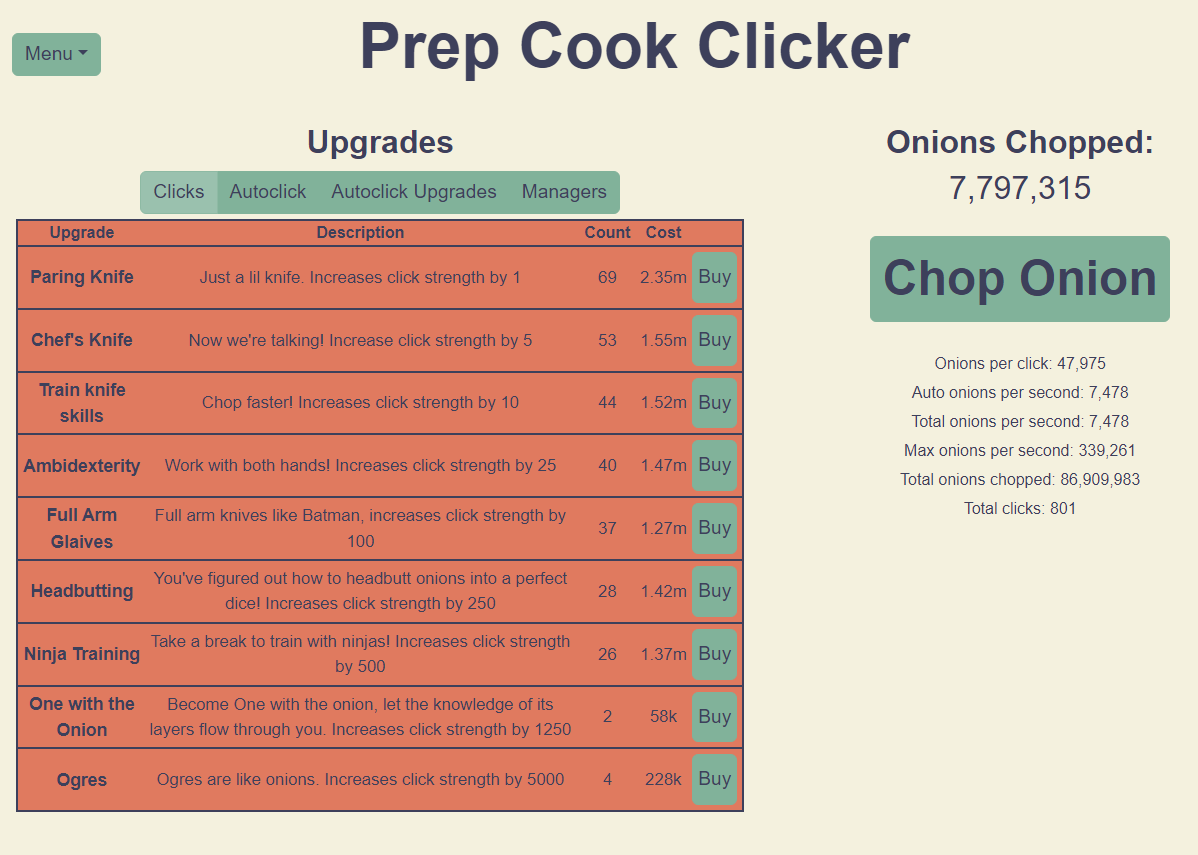 Menu
Prep Cook Clicker
Upgrades
Clicks Autoclick Autoclick Upgrades Managers
Upgrade Description Count Cost
Paring Knife Just a lil knife. Increases click strength by 1 69 2.35m Buy
Chef's Knife Now we're talking! Increase click strength by 5 53 1.55m Buy
Train knife
skills
Chop faster! Increases click strength by 10 44 1.52m Buy
Ambidexterity Work with both hands! Increases click strength by 25 40 1.47m Buy
Full Arm
Glaives
Full arm knives like Batman, increases click strength by
100
37 1.27m Buy
Headbutting
You've figured out how to headbutt onions into a perfect
dice! Increases click strength by 250
28 1.42m Buy
Ninja Training
Take a break to train with ninjas! Increases click strength
by 500
26 1.37m Buy
One with the
Onion
Become One with the onion, let the knowledge of its
layers flow through you. Increases click strength by 1250
2 58k Buy
Ogres Ogres are like onions. Increases click strength by 5000 4 228k Buy
Onions Chopped:
7,797,315
Chop Onion
Onions per click: 47,975
Auto onions per second: 7,478
Total onions per second: 7,478
Max onions per second: 339,261
Total onions chopped: 86,909,983
Total clicks: 801